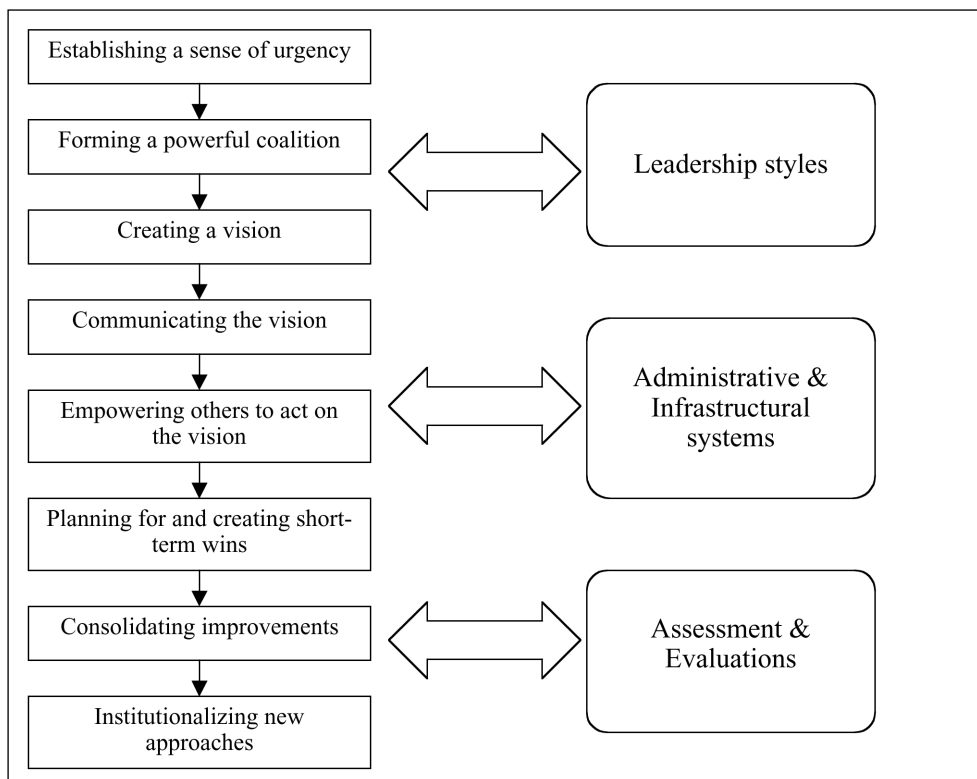 Establishing a sense of urgency
Forming a powerful coalition
Creating a vision
Communicating the vision
Empowering others to act on
the vision
Planning for and creating short-
term wins
Consolidating improvements
Institutionalizing new
approaches
Leadership styles
Administrative &
Infrastructural
systems
Assessment &
Evaluations